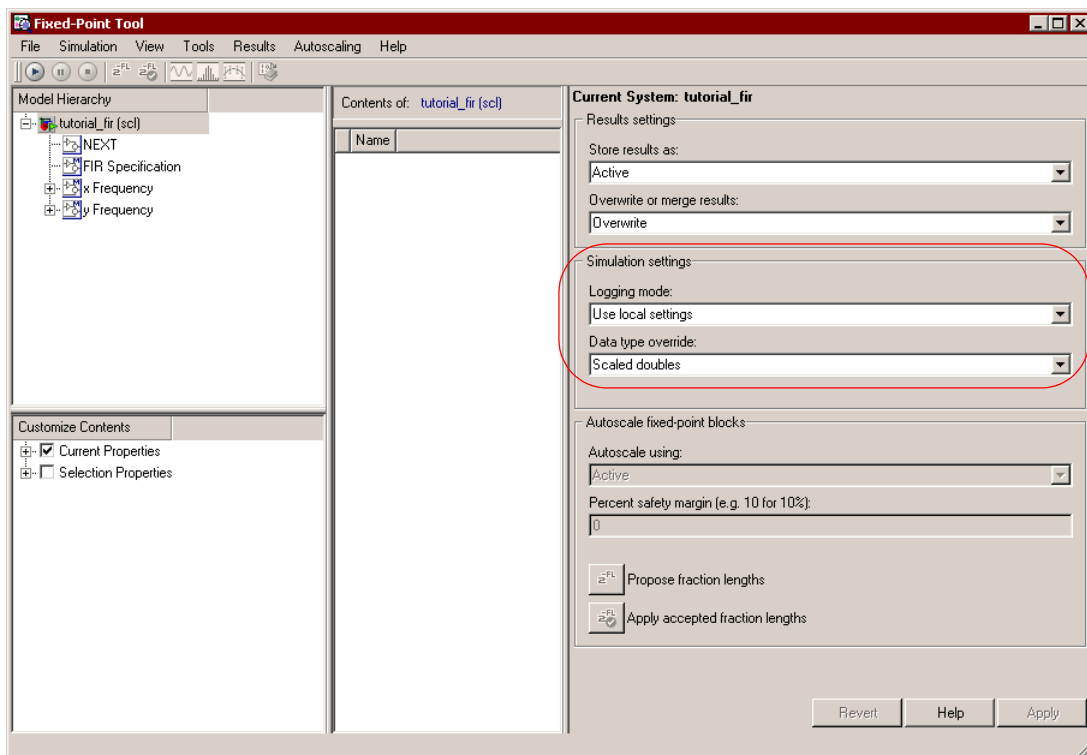 Fixed-Point Tool
File Simulation View Tools Results Autoscaling Help
Model Hierarchy
tutorial_fir (scl)
NEXT
FIR Specification
x Frequency
y Frequency
Customize Contents
Current Properties
Selection Properties
Contents of: tutorial_fir (scl)
Name
Current System: tutorial_fir
Results settings
Store results as:
Active
Overwrite or merge results:
Overwrite
Simulation settings
Logging mode:
Use local settings
Data type override:
Scaled doubles
Autoscale fixed-point blocks
Autoscale using:
Active
Percent safety margin (e.g. 10 for 10%):
0
Propose fraction lengths
Apply accepted fraction lengths
Revert Help Apply